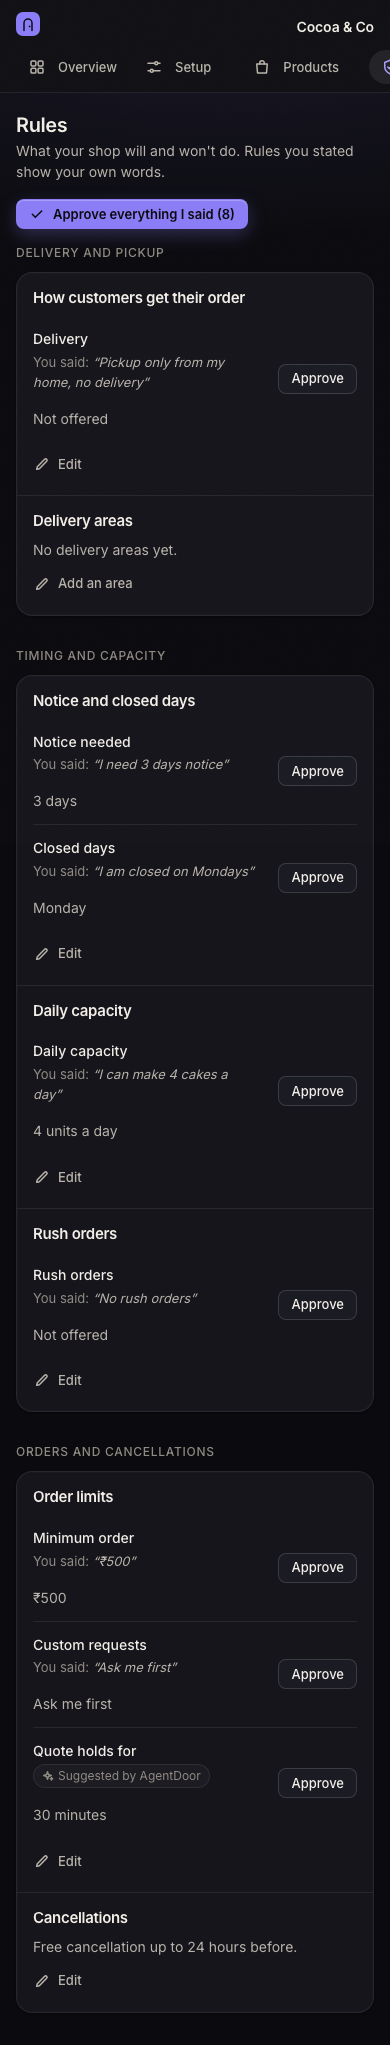 Cocoa & Co
Overview
Setup
Products
Rules
What your shop will and won't do. Rules you stated
show your own words.
Approve everything I said (8)
DELIVERY AND PICKUP
How customers get their order
Delivery
You said: “Pickup only from my
home, no delivery”
Approve
Not offered
Edit
Delivery areas
No delivery areas yet.
Add an area
TIMING AND CAPACITY
Notice and closed days
Notice needed
You said: “I need 3 days notice”
Approve
3 days
Closed days
You said: “I am closed on Mondays”
Approve
Monday
Edit
Daily capacity
Daily capacity
You said: “I can make 4 cakes a
day”
Approve
4 units a day
Edit
Rush orders
Rush orders
You said: “No rush orders”
Approve
Not offered
Edit
ORDERS AND CANCELLATIONS
Order limits
Minimum order
You said: “₹500”
Approve
₹500
Custom requests
You said: “Ask me first”
Approve
Ask me first
Quote holds for
Suggested by AgentDoor
Approve
30 minutes
Edit
Cancellations
Free cancellation up to 24 hours before.
Edit